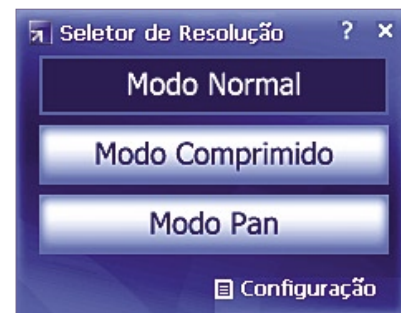 Seletor de Resolução ? ×
Modo Normal
Modo Comprimido
Modo Pan
Configuração